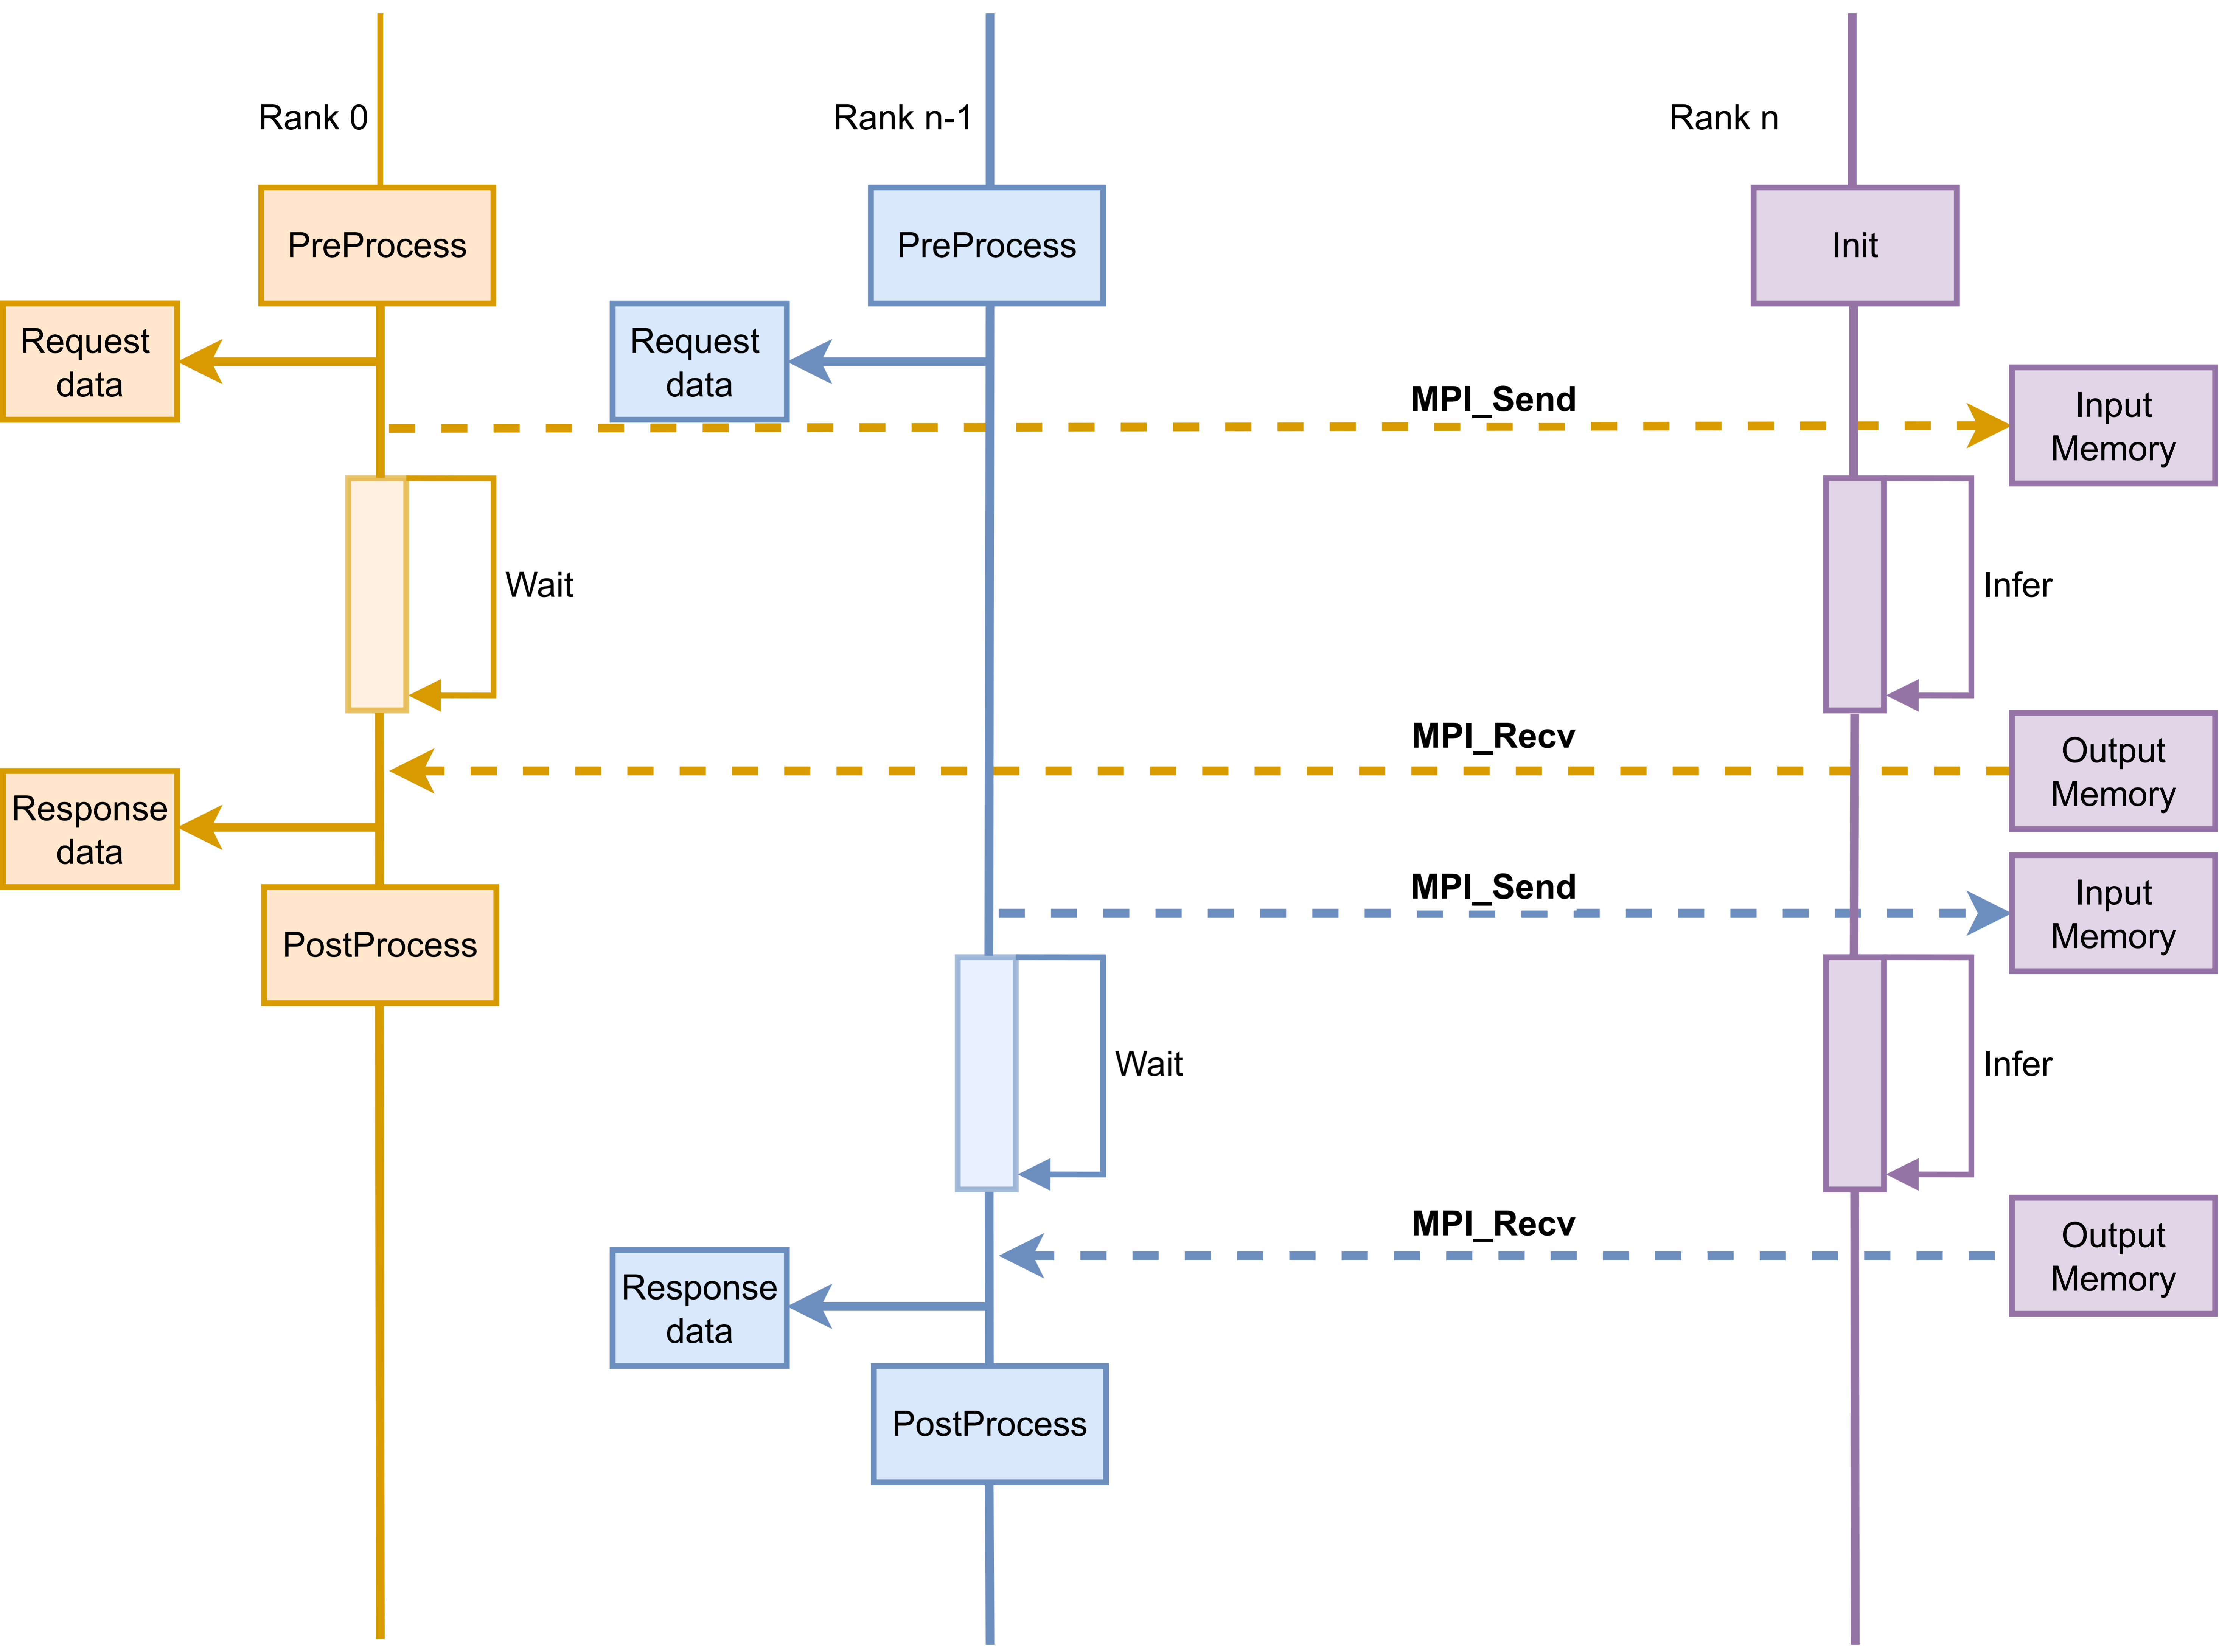 Rank 0
Rank n-1
Rank n
PreProcess
PreProcess
Init
Request
data
Request
data
MPI_Send
Input
Memory
Wait
Infer
MPI_Recv
Output
Memory
Response
data
MPI_Send
Input
Memory
PostProcess
Wait
Infer
MPI_Recv
Output
Memory
Response
data
PostProcess